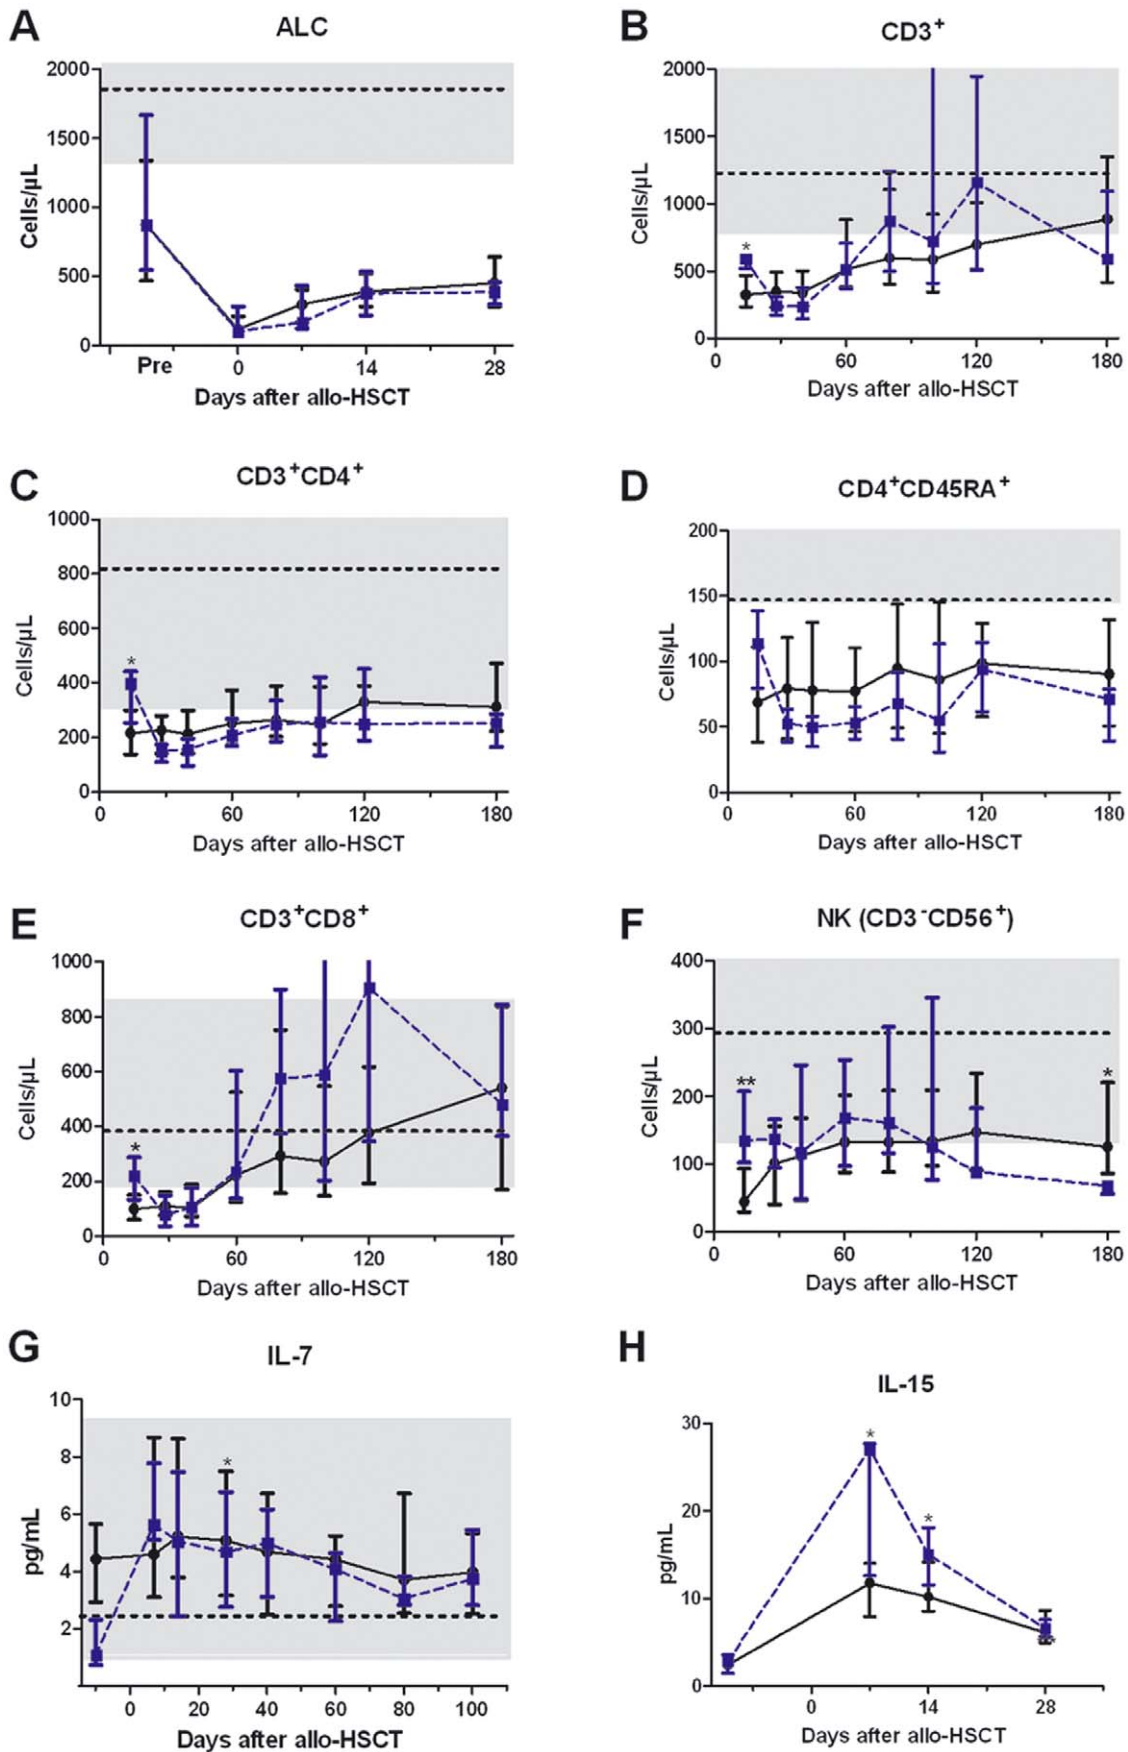 A
ALC
2000
1500
1000
500
0
Cells/µL
Pre 0 14 28
Days after allo-HSCT
B
CD3+
2000
1500
1000
500
0
Cells/µL
*
0 60 120 180
Days after allo-HSCT
C
CD3+CD4+
1000
800
600
400
200
0
Cells/µL
*
0 60 120 180
Days after allo-HSCT
D
CD4+CD45RA+
200
150
100
50
0
Cells/µL
0 60 120 180
Days after allo-HSCT
E
CD3+CD8+
1000
800
600
400
200
0
Cells/µL
*
0 60 120 180
Days after allo-HSCT
F
NK (CD3-CD56+)
400
300
200
100
0
Cells/µL
** *
0 60 120 180
Days after allo-HSCT
G
IL-7
10
8
6
4
2
pg/mL
*
0 20 40 60 80 100
Days after allo-HSCT
H
IL-15
30
20
10
0
pg/mL
*
*
0 14 28
Days after allo-HSCT